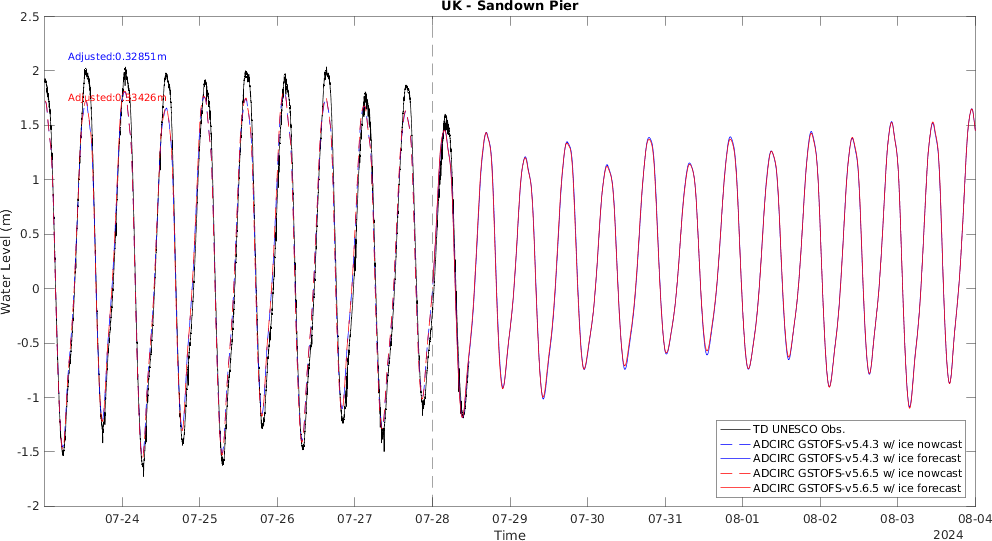 UK - Sandown Pier
2.5
2
1.5
1
0.5
0
-0.5
-1
-1.5
-2
Water Level (m)
Adjusted:0.32851m
Adjusted:0.53426m
TD UNESCO Obs.
ADCIRC GSTOFS-v5.4.3 w/ ice nowcast
ADCIRC GSTOFS-v5.4.3 w/ ice forecast
ADCIRC GSTOFS-v5.6.5 w/ ice nowcast
ADCIRC GSTOFS-v5.6.5 w/ ice forecast
07-24 07-25 07-26 07-27 07-28 07-29 07-30 07-31 08-01 08-02 08-03 08-04
Time
2024